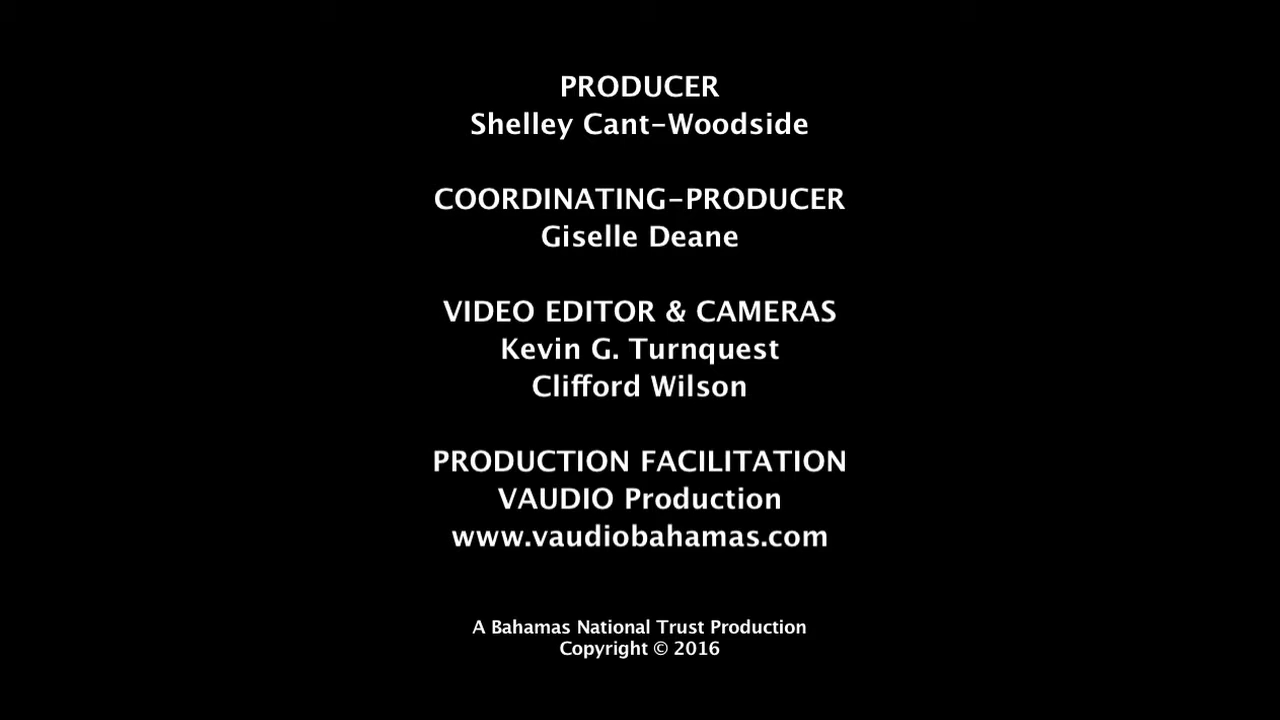 PRODUCER
Shelley Cant-Woodside
COORDINATING-PRODUCER
Giselle Deane
VIDEO EDITOR & CAMERAS
Kevin G. Turnquest
Clifford Wilson
PRODUCTION FACILITATION
VAUDIO Production
www.vaudiobahamas.com
A Bahamas National Trust Production
Copyright © 2016